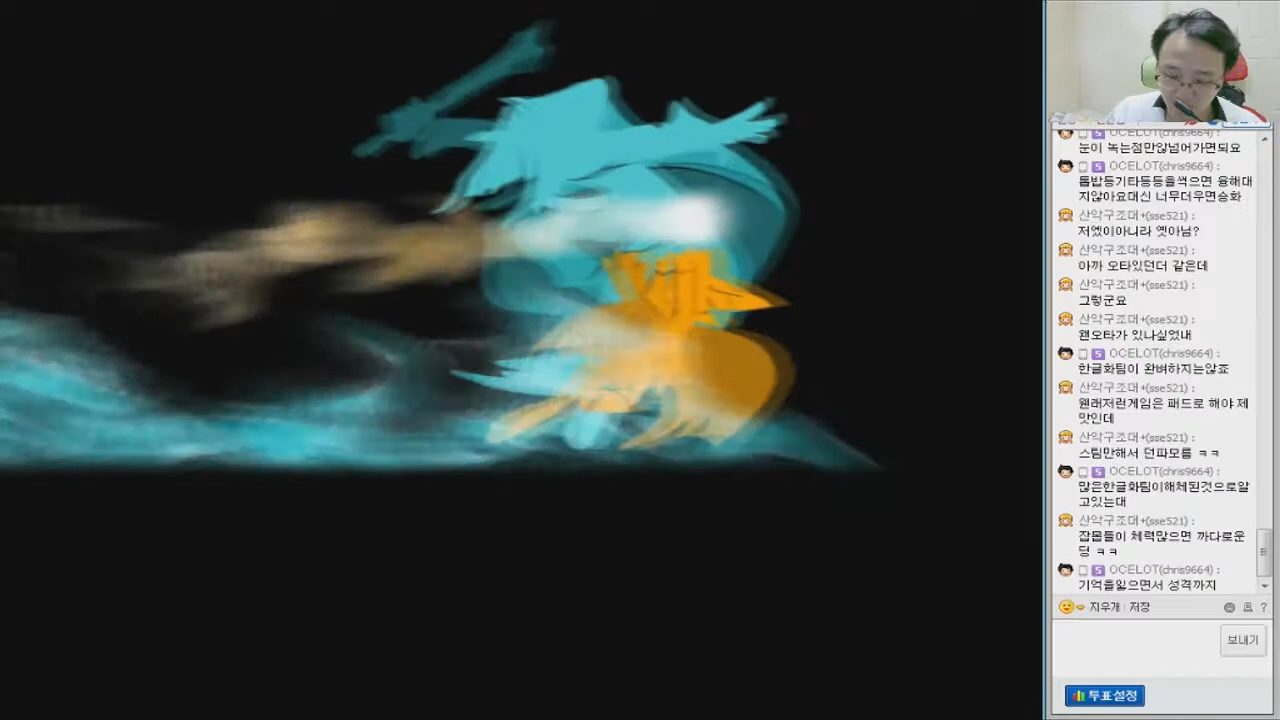 OCELOT(chris9664) :
눈이 녹는점만않넘어가면되요
OCELOT(chris9664) :
톱밥등기타등등을썩으면 융해대
지않아요대신 너무더우면승화
산악구조대+(sse521) :
저엤이아니라 옛아님?
산악구조대+(sse521) :
아까 오타있던더 같은데
산악구조대+(sse521) :
그렇군요
산악구조대+(sse521) :
왠오타가 있나싶었내
OCELOT(chris9664) :
한글화팀이 완벼하지는않죠
산악구조대+(sse521) :
웬래저런게임은 패드로 해야 제
맛인데
산악구조대+(sse521) :
스팀만해서 던파모름 ㅋㅋ
OCELOT(chris9664) :
많은한글화팀이해체된것으로알
고있는대
산악구조대+(sse521) :
잡몹들이 체력많으면 까다로운
덩 ㅋㅋ
OCELOT(chris9664) :
기억을잃으면서 성격까지
지우개 저장
보내기
투표설정